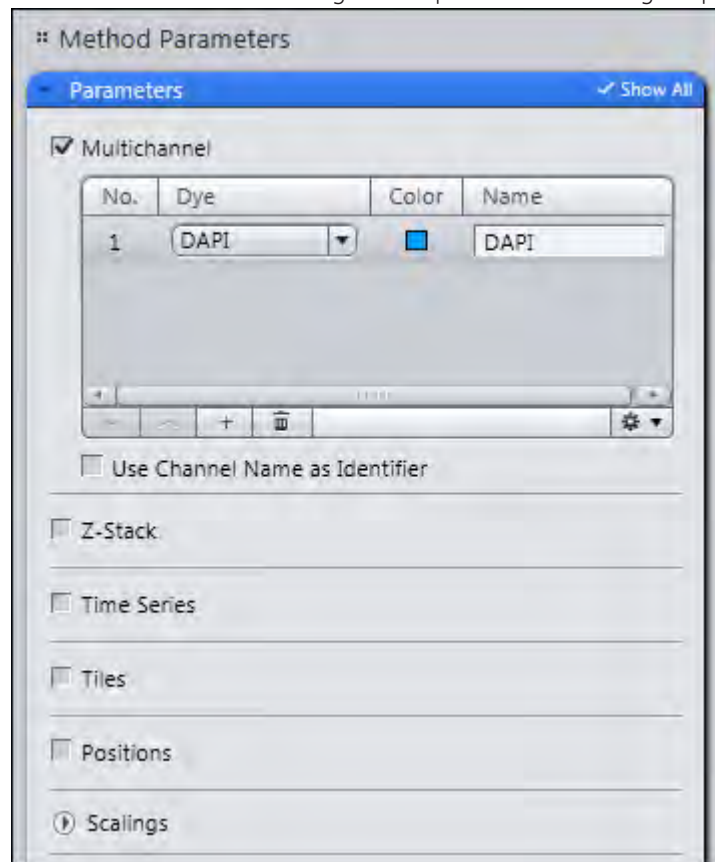 Method Parameters
Parameters Show All
Multichannel
No. Dye Color Name
1 DAPI DAPI
Use Channel Name as Identifier
Z-Stack
Time Series
Tiles
Positions
Scalings